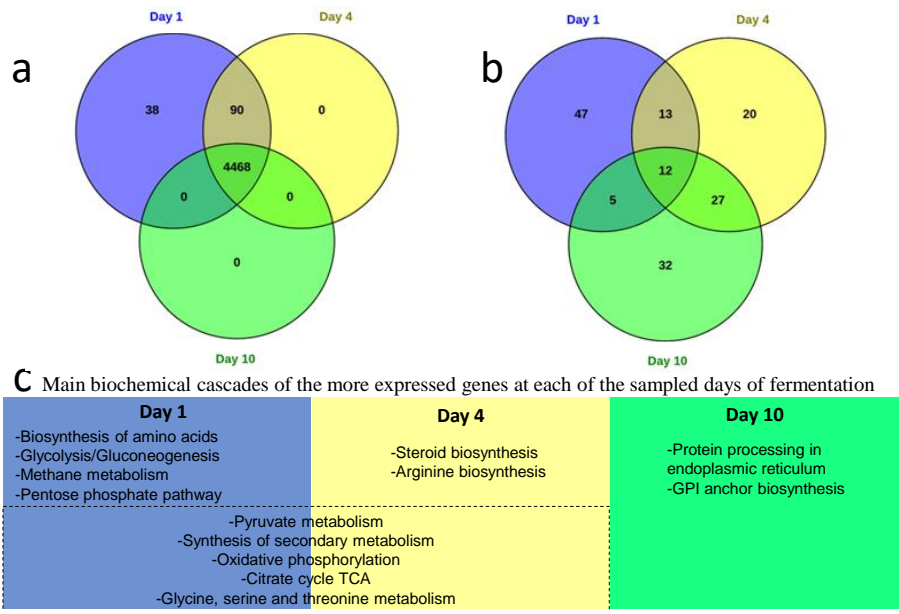 a
Day 1
Day 4
38
90
0
4468
0
0
0
Day 10
b
Day 1
Day 4
47
13
20
12
5
27
32
Day 10
c Main biochemical cascades of the more expressed genes at each of the sampled days of fermentation
Day 1
-Biosynthesis of amino acids
-Glycolysis/Gluconeogenesis
-Methane metabolism
-Pentose phosphate pathway
Day 4
-Steroid biosynthesis
-Arginine biosynthesis
Day 10
-Protein processing in
endoplasmic reticulum
-GPI anchor biosynthesis
-Pyruvate metabolism
-Synthesis of secondary metabolism
-Oxidative phosphorylation
-Citrate cycle TCA
-Glycine, serine and threonine metabolism